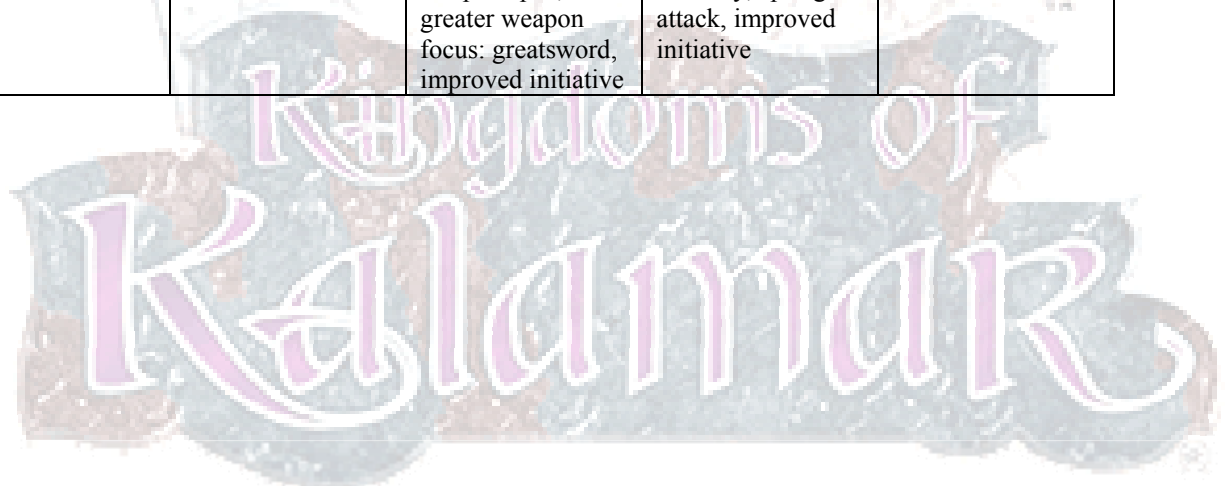 greater weapon
focus: greatsword,
improved initiative
attack, improved
initiative
Kingdoms of
Kalamar
®